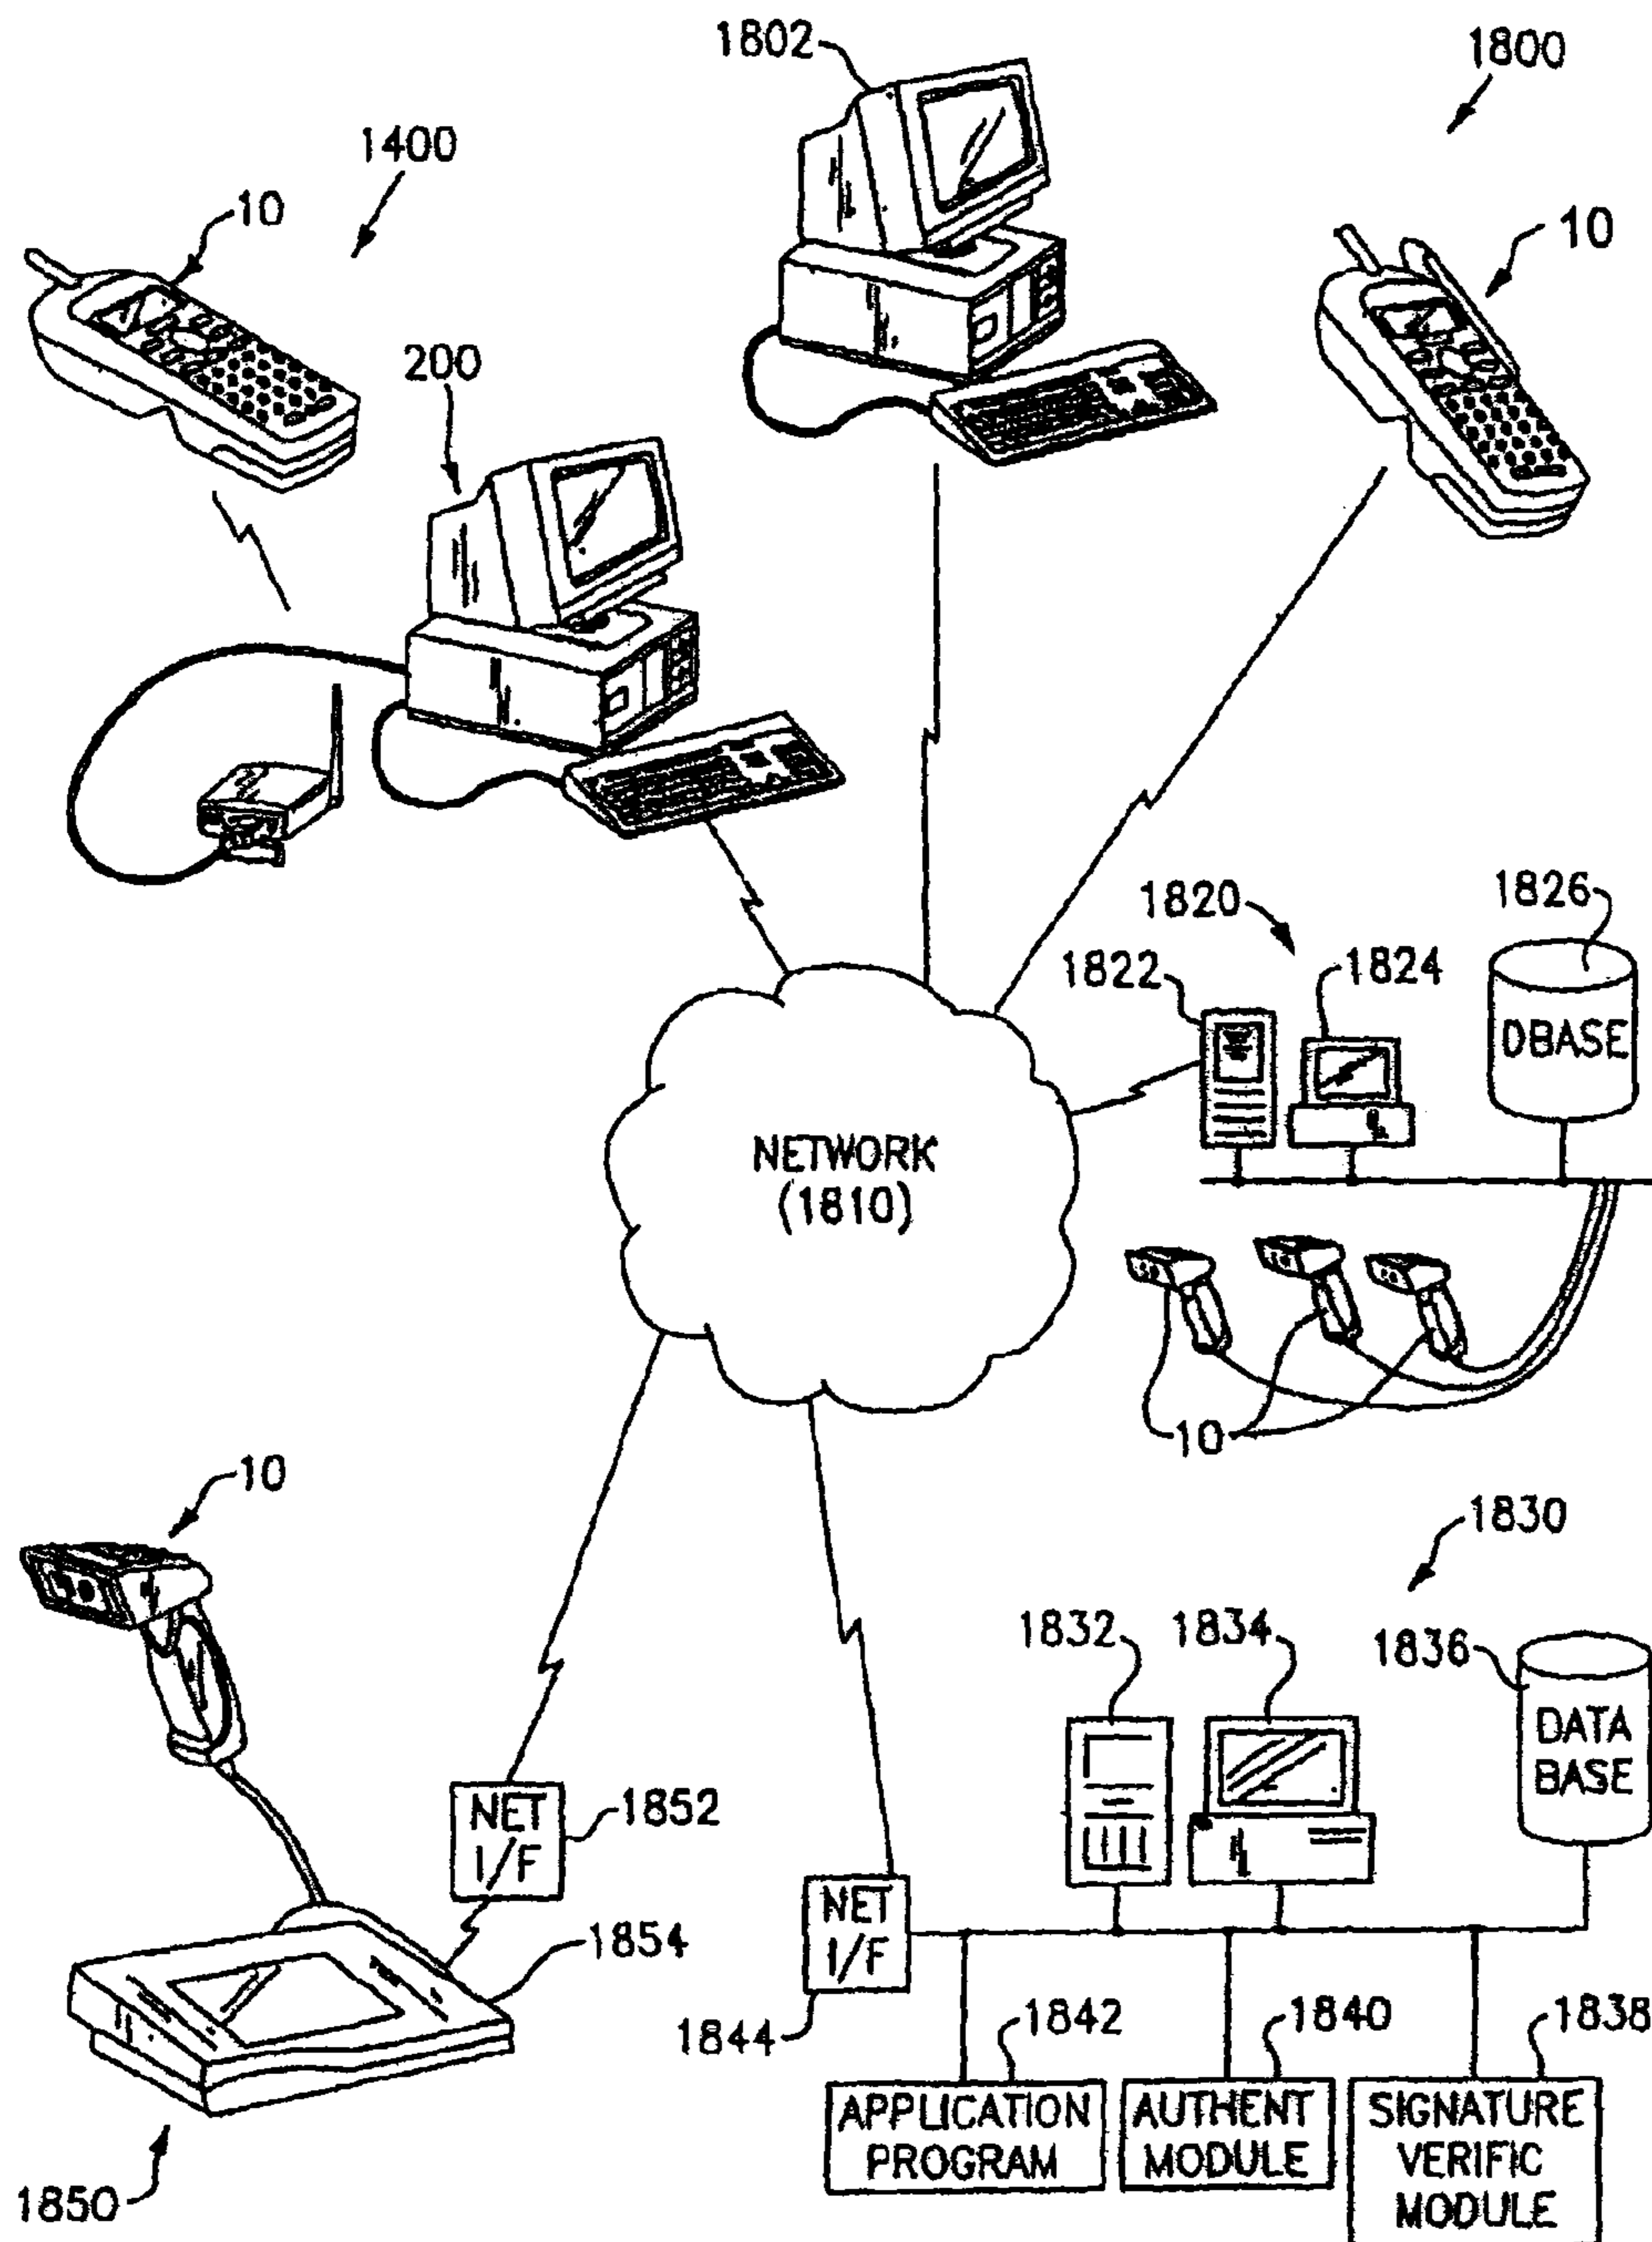 1802
1800
1400
10
10
200
1820
1826
1822
1824
DBASE
NETWORK
(1810)
10
10
1830
1832
1834
1836
DATA
BASE
NET
I/F
1852
NET
I/F
1854
1844
1842
1840
1838
APPLICATION
PROGRAM
AUTHENT
MODULE
SIGNATURE
VERIFIC
MODULE
1850